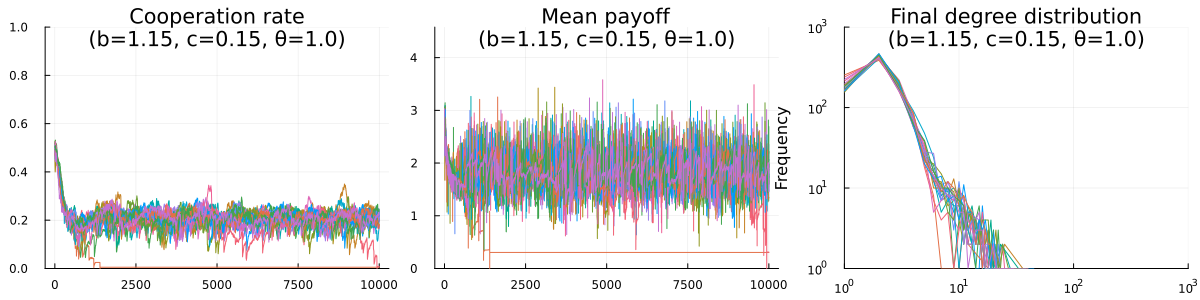 Cooperation rate
(b=1.15, c=0.15, θ=1.0)
1.0
0.8
0.6
0.4
0.2
0.0
0 2500 5000 7500 10000
Mean payoff
(b=1.15, c=0.15, θ=1.0)
4
3
2
1
0
0 2500 5000 7500 10000
Final degree distribution
(b=1.15, c=0.15, θ=1.0)
Frequency
10³
10²
10¹
10⁰
10⁰ 10¹ 10² 10³